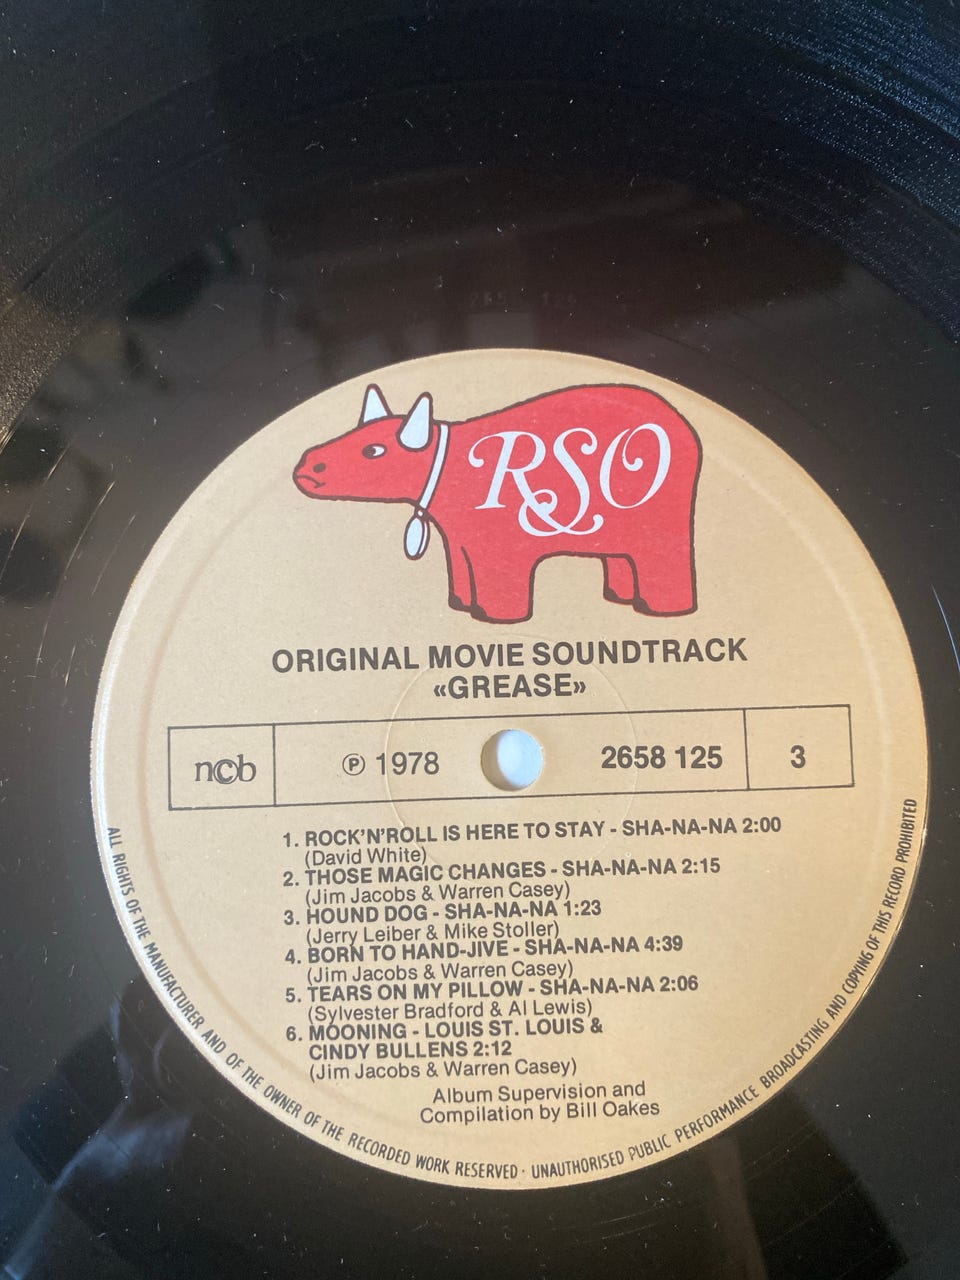 RSO
ORIGINAL MOVIE SOUNDTRACK
«GREASE»
ncb ℗ 1978 2658 125 3
1. ROCK'N'ROLL IS HERE TO STAY - SHA-NA-NA 2:00
(David White)
2. THOSE MAGIC CHANGES - SHA-NA-NA 2:15
(Jim Jacobs & Warren Casey)
3. HOUND DOG - SHA-NA-NA 1:23
(Jerry Leiber & Mike Stoller)
4. BORN TO HAND-JIVE - SHA-NA-NA 4:39
(Jim Jacobs & Warren Casey)
5. TEARS ON MY PILLOW - SHA-NA-NA 2:06
(Sylvester Bradford & Al Lewis)
6. MOONING - LOUIS ST. LOUIS &
CINDY BULLENS 2:12
(Jim Jacobs & Warren Casey)
Album Supervision and
Compilation by Bill Oakes
ALL RIGHTS OF THE MANUFACTURER AND OF THE OWNER OF THE RECORDED WORK RESERVED · UNAUTHORISED PUBLIC PERFORMANCE BROADCASTING AND COPYING OF THIS RECORD PROHIBITED